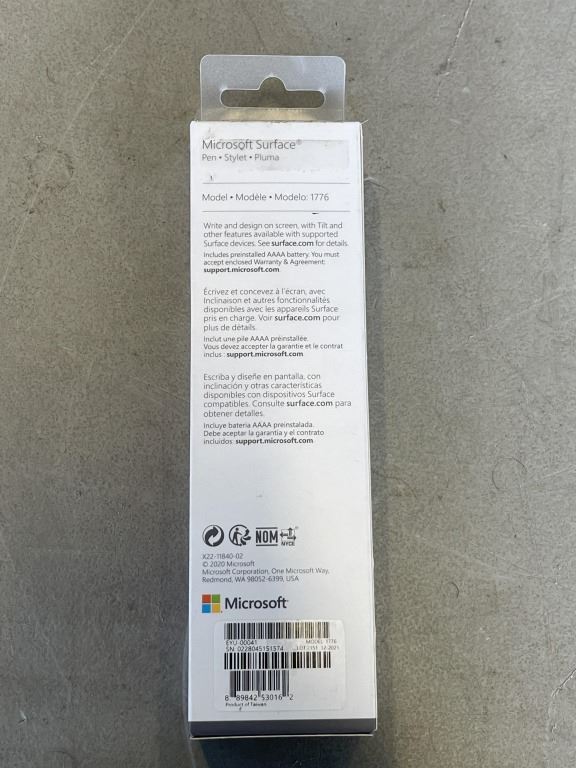 Microsoft Surface®
Pen • Stylet • Pluma
Model • Modèle • Modelo: 1776
Write and design on screen, with Tilt and
other features available with supported
Surface devices. See surface.com for details.
Includes preinstalled AAAA battery. You must
accept enclosed Warranty & Agreement:
support.microsoft.com.
Écrivez et concevez à l'écran, avec
Inclinaison et autres fonctionnalités
disponibles avec les appareils Surface
pris en charge. Voir surface.com pour
plus de détails.
Inclut une pile AAAA préinstallée.
Vous devez accepter la garantie et le contrat
inclus : support.microsoft.com.
Escriba y diseñe en pantalla, con
inclinación y otras características
disponibles con dispositivos Surface
compatibles. Consulte surface.com para
obtener detalles.
Incluye batería AAAA preinstalada.
Debe aceptar la garantía y el contrato
incluidos: support.microsoft.com.
NOM
NYCE
X22-11840-02
© 2020 Microsoft
Microsoft Corporation, One Microsoft Way,
Redmond, WA 98052-6399, USA
Microsoft
EYU-00041 MODEL 1776
SN: 0228045151574 12-2021
8 89842 53016 2
Product of Taiwan